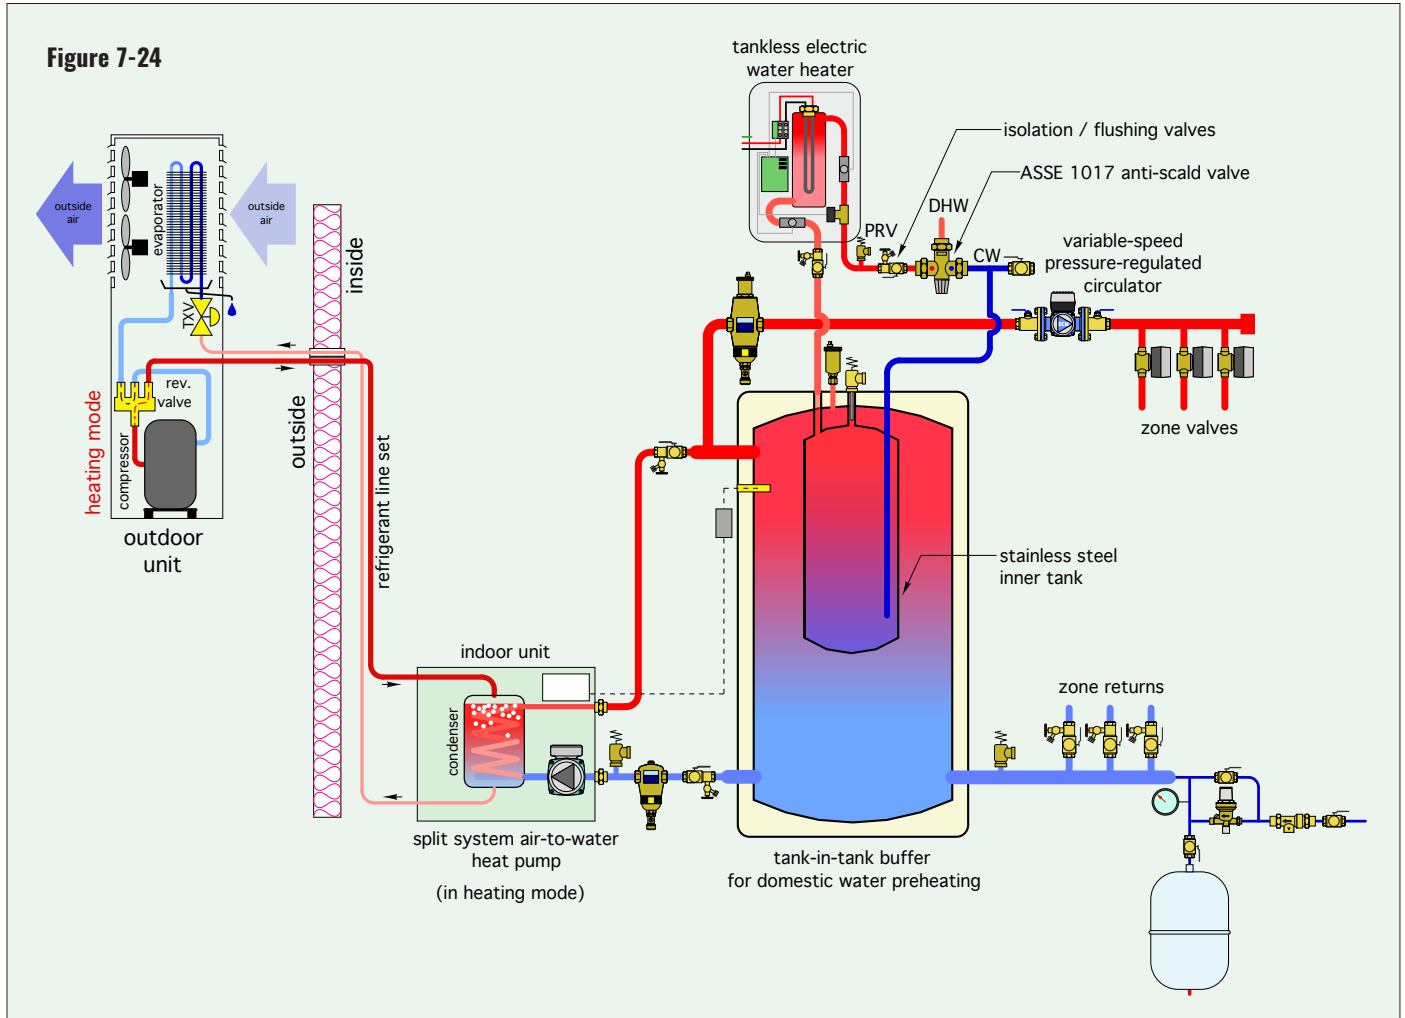 Figure 7-24
tankless electric
water heater
isolation / flushing valves
ASSE 1017 anti-scald valve
DHW
PRV
CW
variable-speed
pressure-regulated
circulator
outside
air
evaporator
outside
air
TXV
inside
outside
rev.
valve
heating mode
compressor
refrigerant line set
outdoor
unit
zone valves
stainless steel
inner tank
indoor unit
condenser
zone returns
split system air-to-water
heat pump
(in heating mode)
tank-in-tank buffer
for domestic water preheating